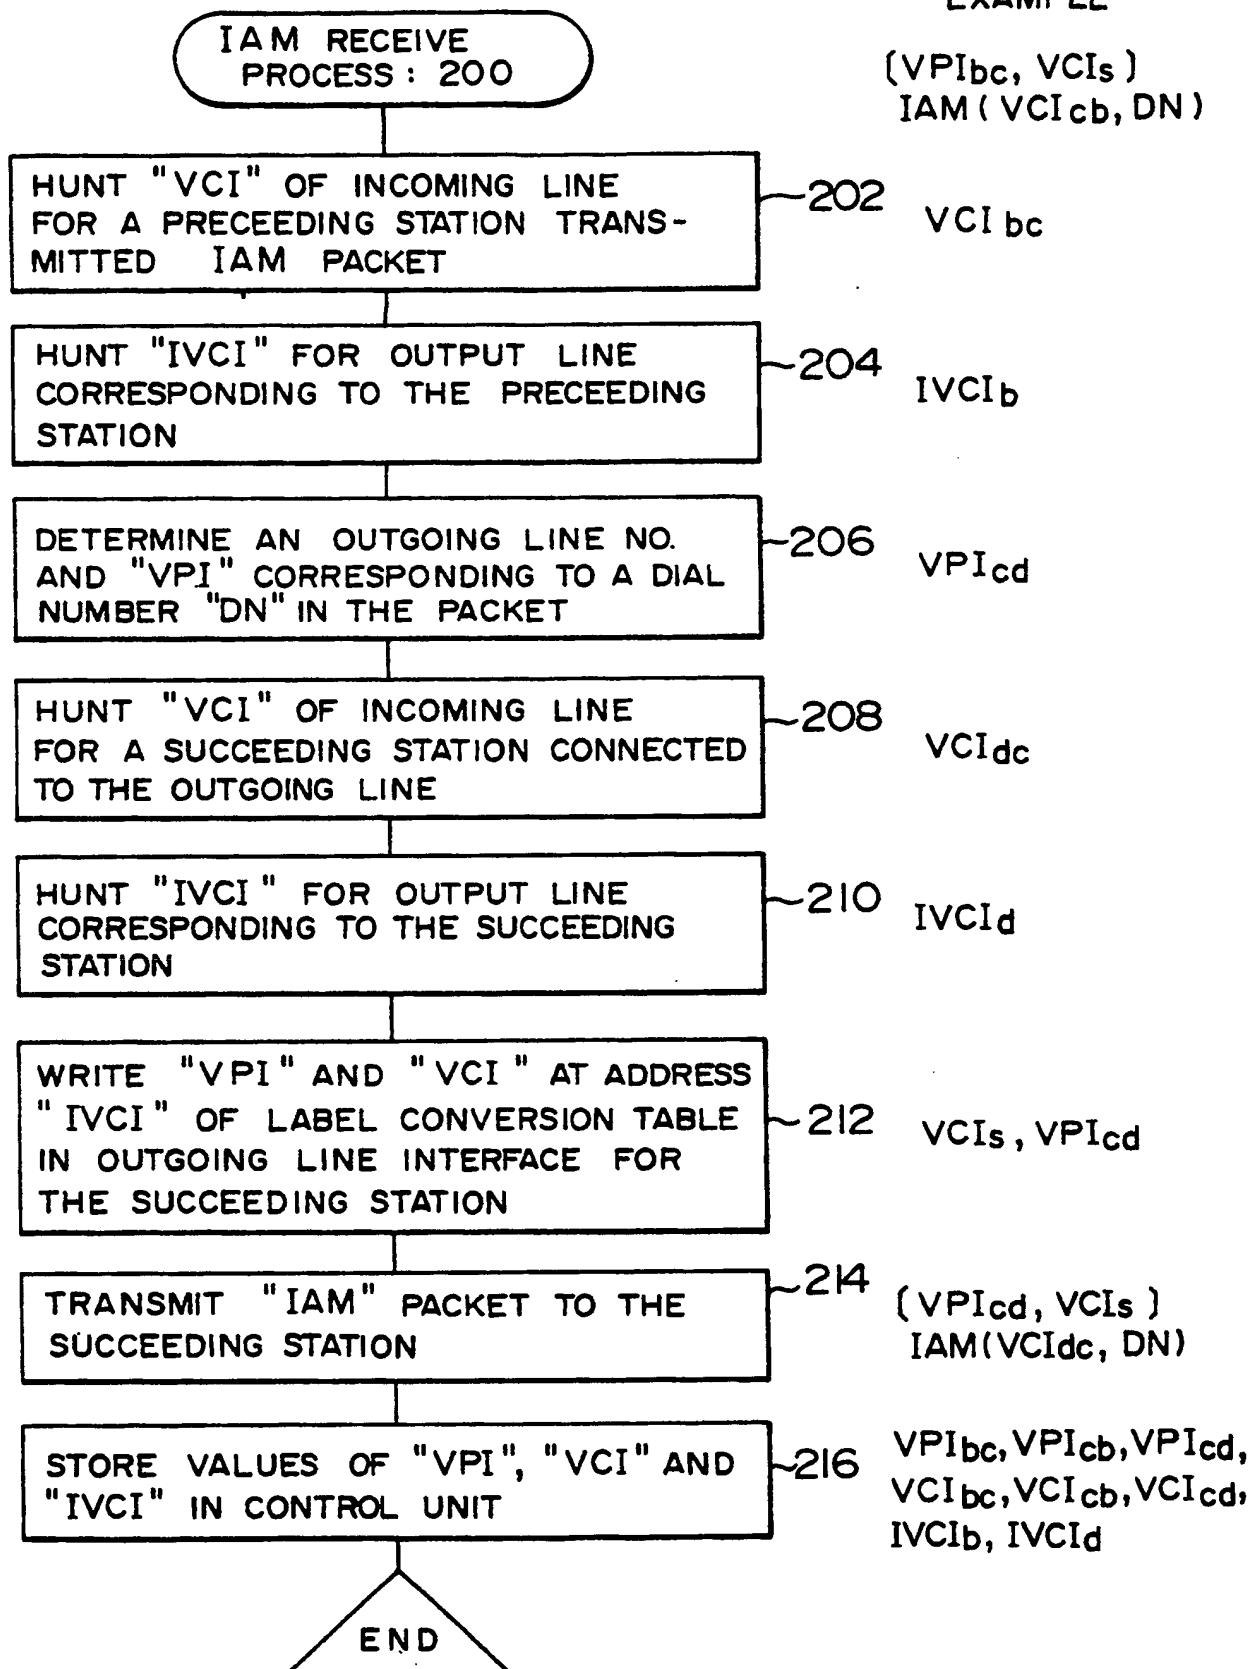 EXAMPLE
IAM RECEIVE
PROCESS : 200
(VPIbc, VCIs)
IAM (VCIcb, DN)
HUNT "VCI" OF INCOMING LINE
FOR A PRECEEDING STATION TRANS-
MITTED IAM PACKET
202
VCIbc
HUNT "IVCI" FOR OUTPUT LINE
CORRESPONDING TO THE PRECEEDING
STATION
204
IVCIb
DETERMINE AN OUTGOING LINE NO.
AND "VPI" CORRESPONDING TO A DIAL
NUMBER "DN" IN THE PACKET
206
VPIcd
HUNT "VCI" OF INCOMING LINE
FOR A SUCCEEDING STATION CONNECTED
TO THE OUTGOING LINE
208
VCIdc
HUNT "IVCI" FOR OUTPUT LINE
CORRESPONDING TO THE SUCCEEDING
STATION
210
IVCId
WRITE "VPI" AND "VCI" AT ADDRESS
"IVCI" OF LABEL CONVERSION TABLE
IN OUTGOING LINE INTERFACE FOR
THE SUCCEEDING STATION
212
VCIs, VPIcd
TRANSMIT "IAM" PACKET TO THE
SUCCEEDING STATION
214
(VPIcd, VCIs)
IAM(VCIdc, DN)
STORE VALUES OF "VPI", "VCI" AND
"IVCI" IN CONTROL UNIT
216
VPIbc, VPIcb, VPIcd,
VCIbc, VCIcb, VCIcd,
IVCIb, IVCId
END